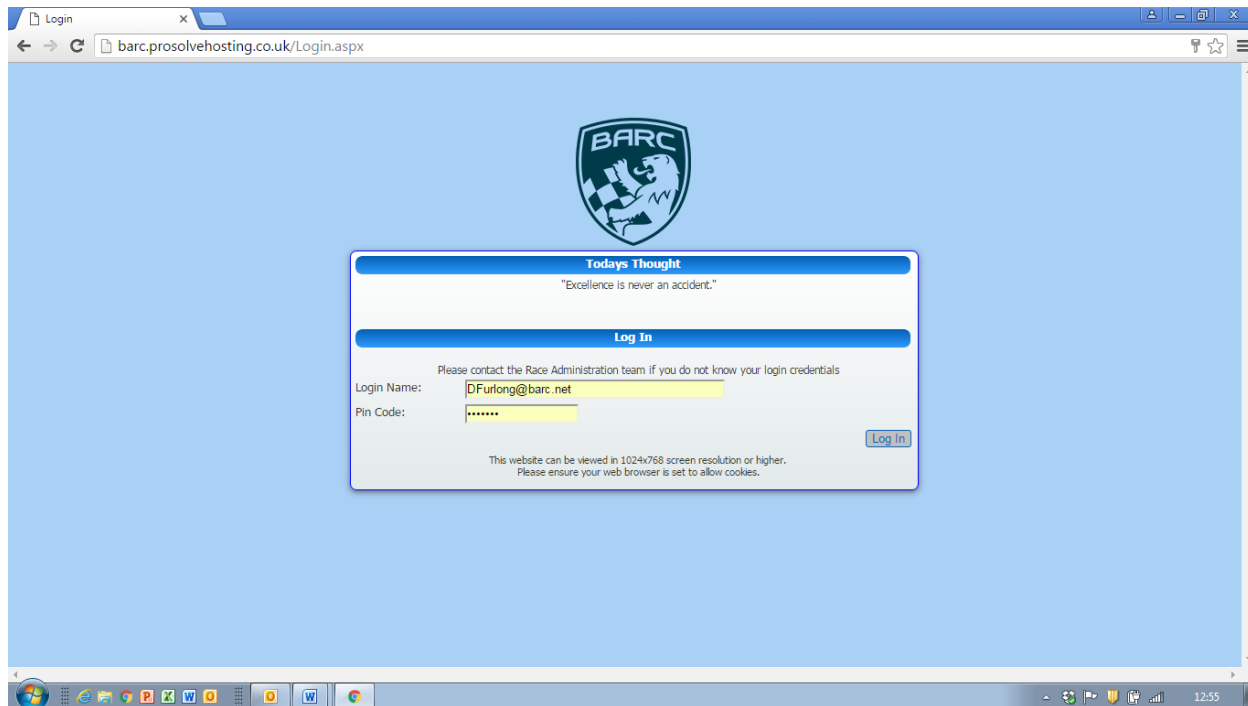 Login
barc.prosolvehosting.co.uk/Login.aspx
BARC
Todays Thought
"Excellence is never an accident."
Log In
Please contact the Race Administration team if you do not know your login credentials
Login Name: DFurlong@barc.net
Pin Code: •••••••
Log In
This website can be viewed in 1024x768 screen resolution or higher.
Please ensure your web browser is set to allow cookies.
12:55